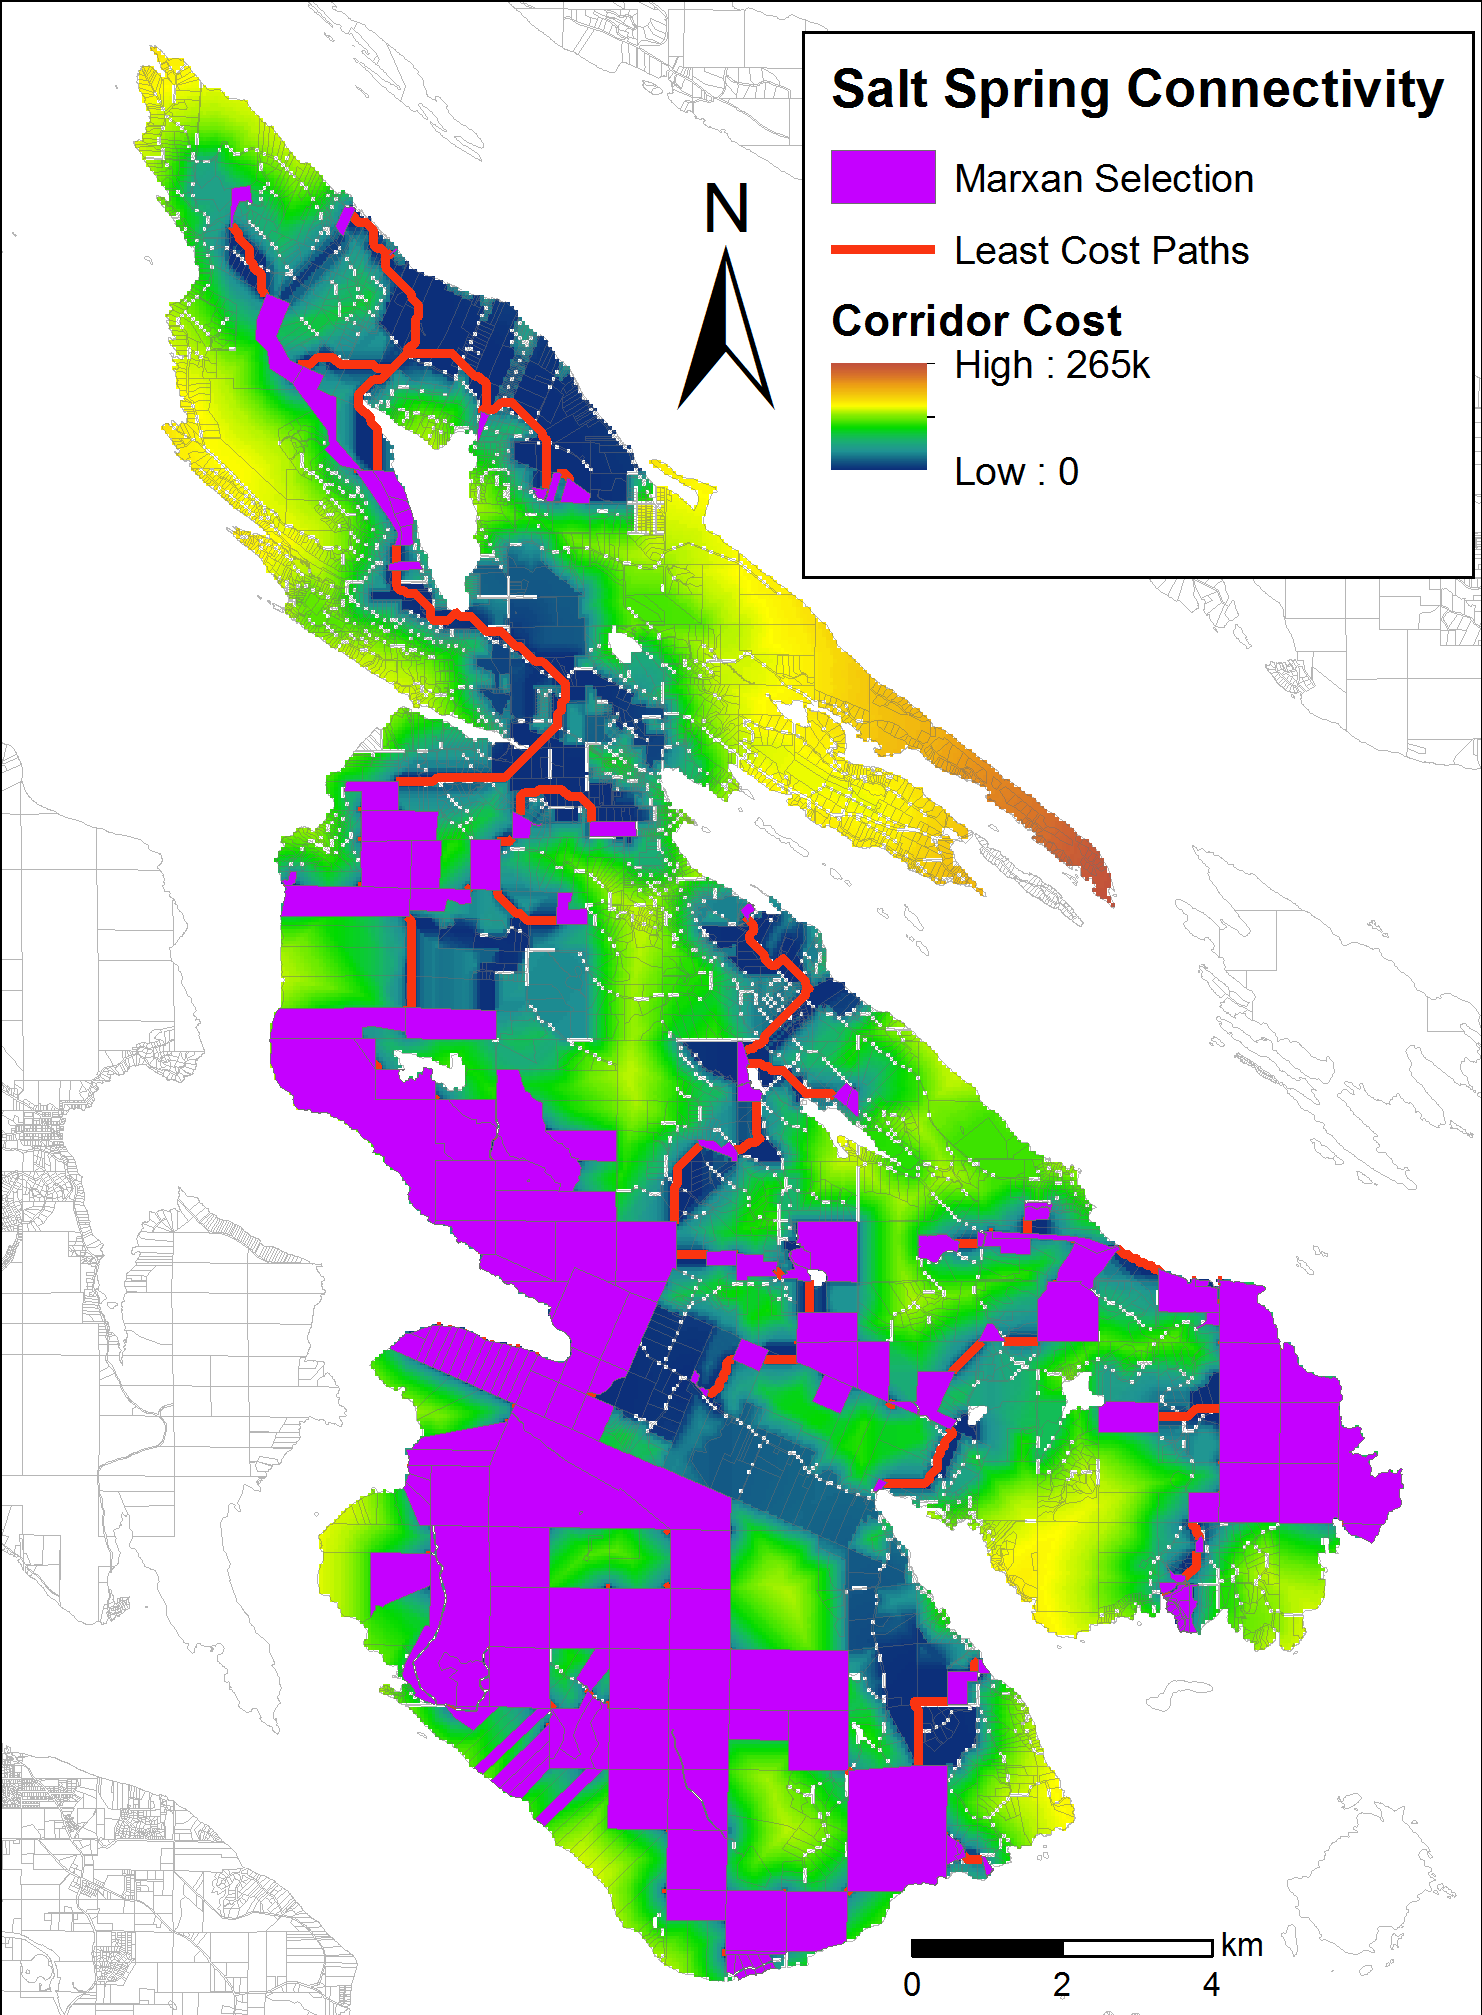 Salt Spring Connectivity
Marxan Selection
Least Cost Paths
Corridor Cost
High : 265k
Low : 0
N
km
0 2 4